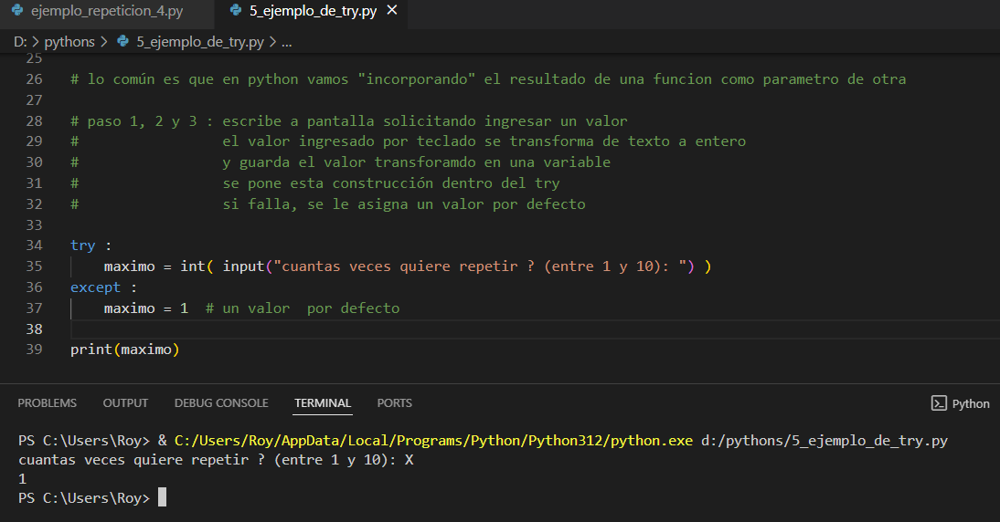 ejemplo_repeticion_4.py 5_ejemplo_de_try.py ×
D: > pythons > 5_ejemplo_de_try.py > ...
25
26 # lo común es que en python vamos "incorporando" el resultado de una funcion como parametro de otra
27
28 # paso 1, 2 y 3 : escribe a pantalla solicitando ingresar un valor
29 #                 el valor ingresado por teclado se transforma de texto a entero
30 #                 y guarda el valor transforamdo en una variable
31 #                 se pone esta construcción dentro del try
32 #                 si falla, se le asigna un valor por defecto
33
34 try :
35     maximo = int( input("cuantas veces quiere repetir ? (entre 1 y 10): ") )
36 except :
37     maximo = 1  # un valor  por defecto
38
39 print(maximo)
PROBLEMS OUTPUT DEBUG CONSOLE TERMINAL PORTS Python
PS C:\Users\Roy> & C:/Users/Roy/AppData/Local/Programs/Python/Python312/python.exe d:/pythons/5_ejemplo_de_try.py
cuantas veces quiere repetir ? (entre 1 y 10): X
1
PS C:\Users\Roy>